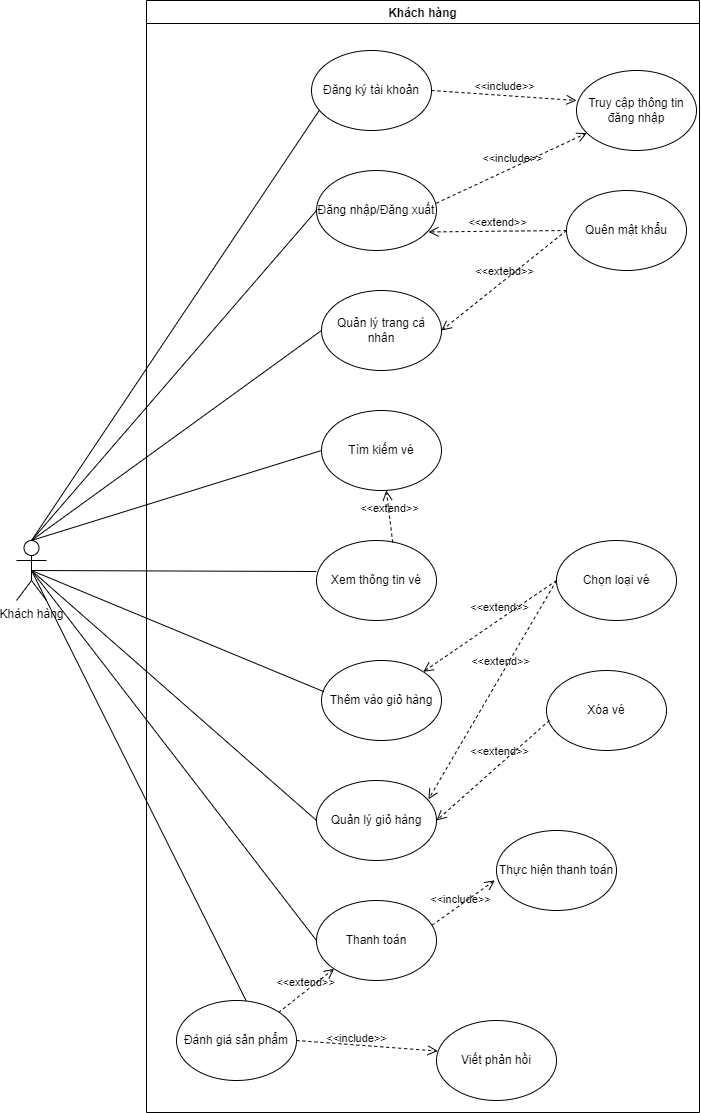 Khách hàng
Đăng ký tài khoản
<<include>>
Truy cập thông tin
đăng nhập
<<include>>
Đăng nhập/Đăng xuất
<<extend>>
Quên mật khẩu
<<extebd>>
Quản lý trang cá
nhân
Tìm kiếm vé
<<extend>>
Xem thông tin vé
Chọn loại vé
Khách hàng
<<extend>>
<<extend>>
Thêm vào giỏ hàng
Xóa vé
<<extend>>
Quản lý giỏ hàng
Thực hiện thanh toán
<<include>>
Thanh toán
<<extend>>
Đánh giá sản phẩm
<<include>>
Viết phản hồi